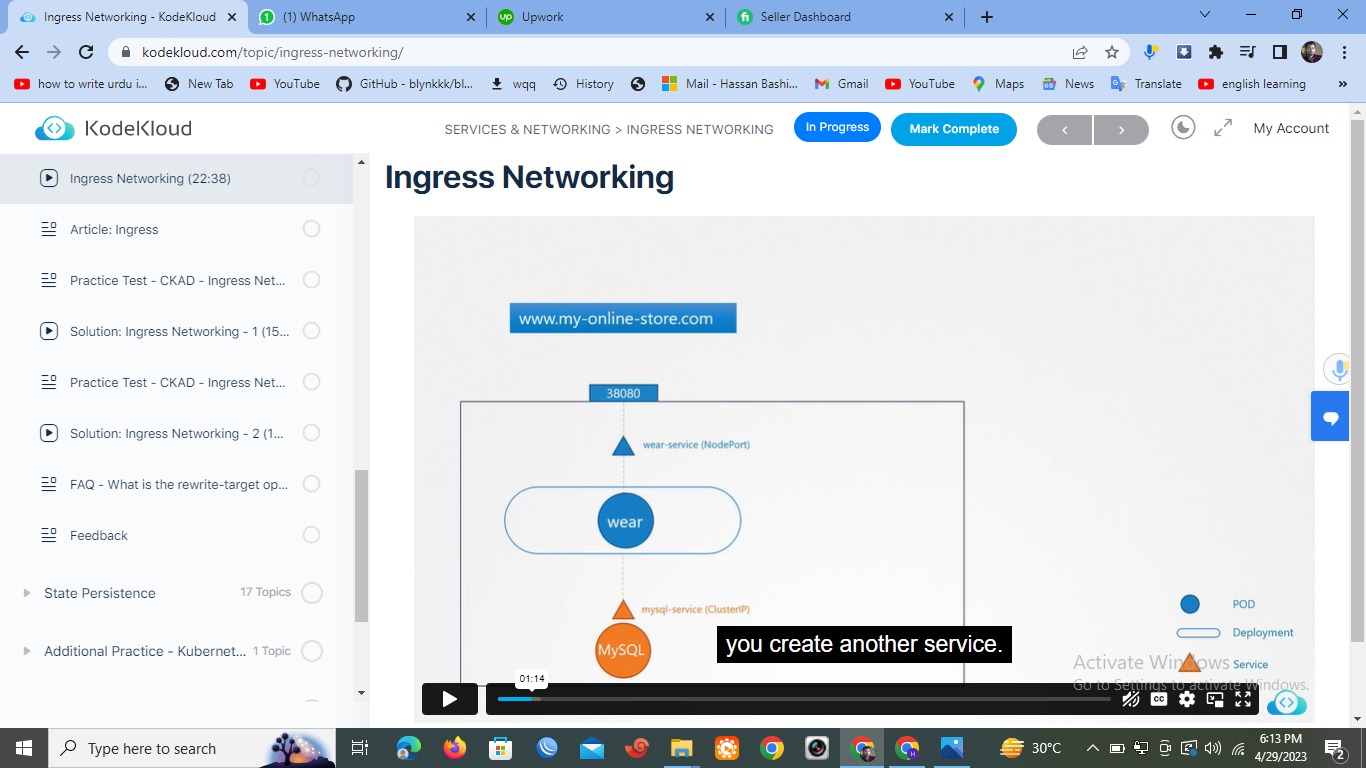 Ingress Networking - KodeKloud
(1) WhatsApp
Upwork
Seller Dashboard
kodekloud.com/topic/ingress-networking/
how to write urdu i...
New Tab
YouTube
GitHub - blynkkk/bl...
wqq
History
Mail - Hassan Bashi...
Gmail
YouTube
Maps
News
Translate
english learning
KodeKloud
SERVICES & NETWORKING > INGRESS NETWORKING
In Progress
Mark Complete
My Account
Ingress Networking (22:38)
Article: Ingress
Practice Test - CKAD - Ingress Net...
Solution: Ingress Networking - 1 (15...
Practice Test - CKAD - Ingress Net...
Solution: Ingress Networking - 2 (1...
FAQ - What is the rewrite-target op...
Feedback
State Persistence 17 Topics
Additional Practice - Kubernet... 1 Topic
Ingress Networking
www.my-online-store.com
38080
wear-service (NodePort)
wear
mysql-service (ClusterIP)
MySQL
you create another service.
POD
Deployment
Service
Activate Windows
Go to Settings to activate Windows.
01:14
CC
Type here to search
30°C
6:13 PM
4/29/2023
2